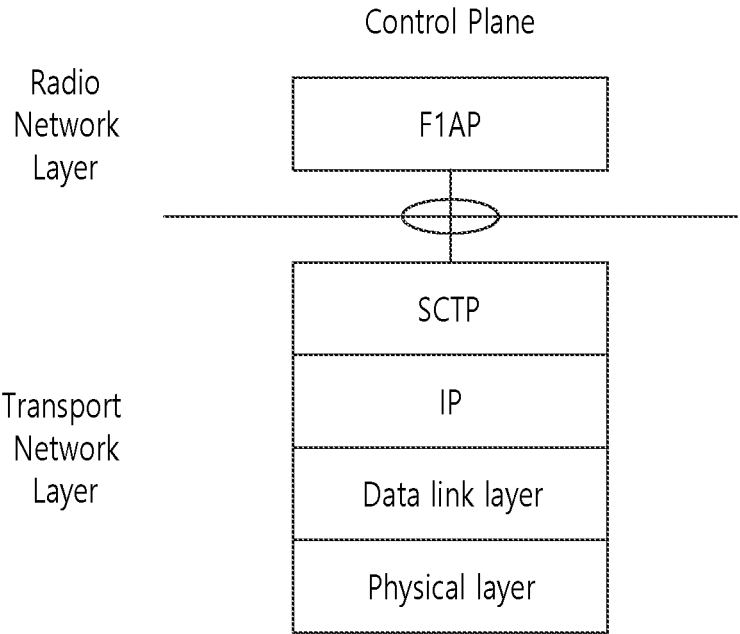 Control Plane
Radio
Network
Layer
F1AP
SCTP
Transport
Network
Layer
IP
Data link layer
Physical layer